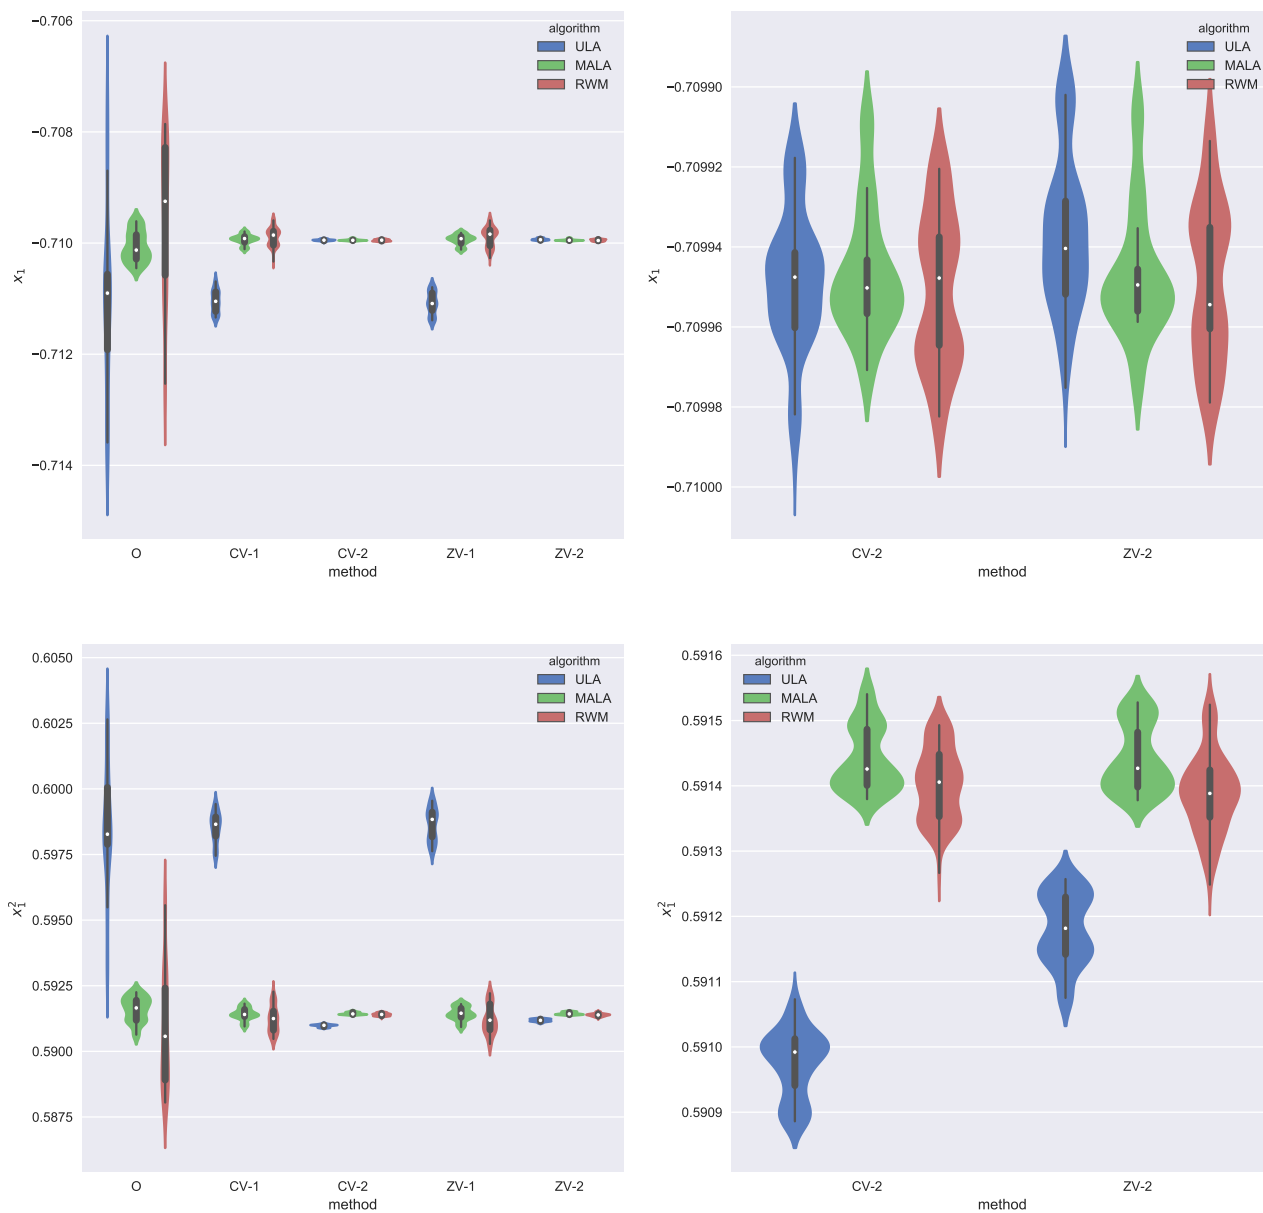 −0.706
−0.708
−0.710
−0.712
−0.714
x₁
algorithm
ULA
MALA
RWM
O CV-1 CV-2 ZV-1 ZV-2
method
−0.70990
−0.70992
−0.70994
−0.70996
−0.70998
−0.71000
x₁
algorithm
ULA
MALA
RWM
CV-2 ZV-2
method
0.6050
0.6025
0.6000
0.5975
0.5950
0.5925
0.5900
0.5875
x₁²
algorithm
ULA
MALA
RWM
O CV-1 CV-2 ZV-1 ZV-2
method
0.5916
0.5915
0.5914
0.5913
0.5912
0.5911
0.5910
0.5909
x₁²
algorithm
ULA
MALA
RWM
CV-2 ZV-2
method